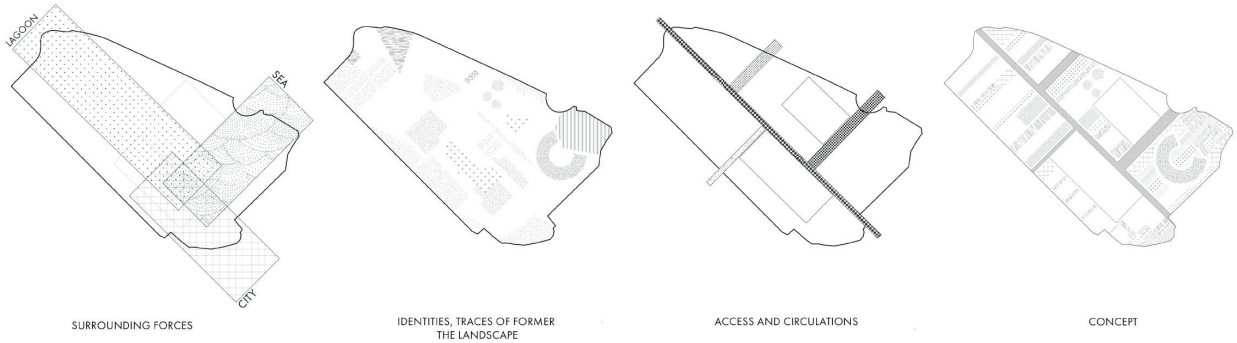 LAGOON
SEA
CITY
SURROUNDING FORCES
IDENTITIES, TRACES OF FORMER
THE LANDSCAPE
ACCESS AND CIRCULATIONS
CONCEPT